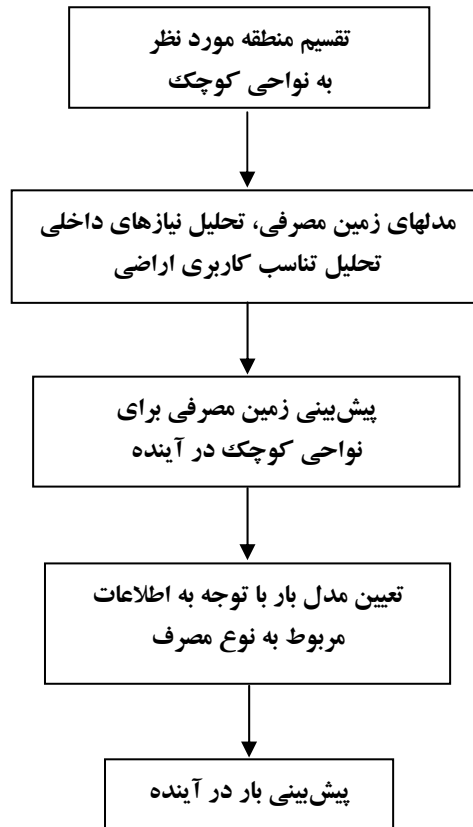 تقسیم منطقه مورد نظر
به نواحی کوچک
مدلهای زمین مصرفی، تحلیل نیازهای داخلی
تحلیل تناسب کاربری اراضی
پیش‌بینی زمین مصرفی برای
نواحی کوچک در آینده
تعیین مدل بار با توجه به اطلاعات
مربوط به نوع مصرف
پیش‌بینی بار در آینده